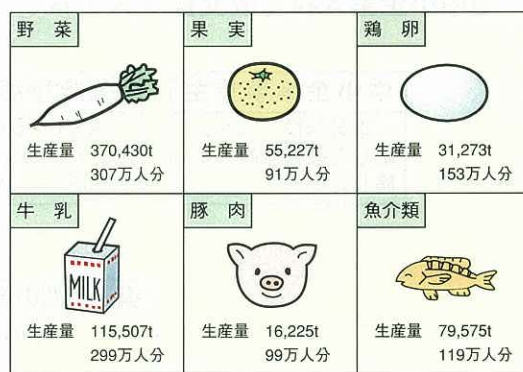 野菜
生産量 370,430t
307万人分
果実
生産量 55,227t
91万人分
鶏卵
生産量 31,273t
153万人分
牛乳
MILK
生産量 115,507t
299万人分
豚肉
生産量 16,225t
99万人分
魚介類
生産量 79,575t
119万人分